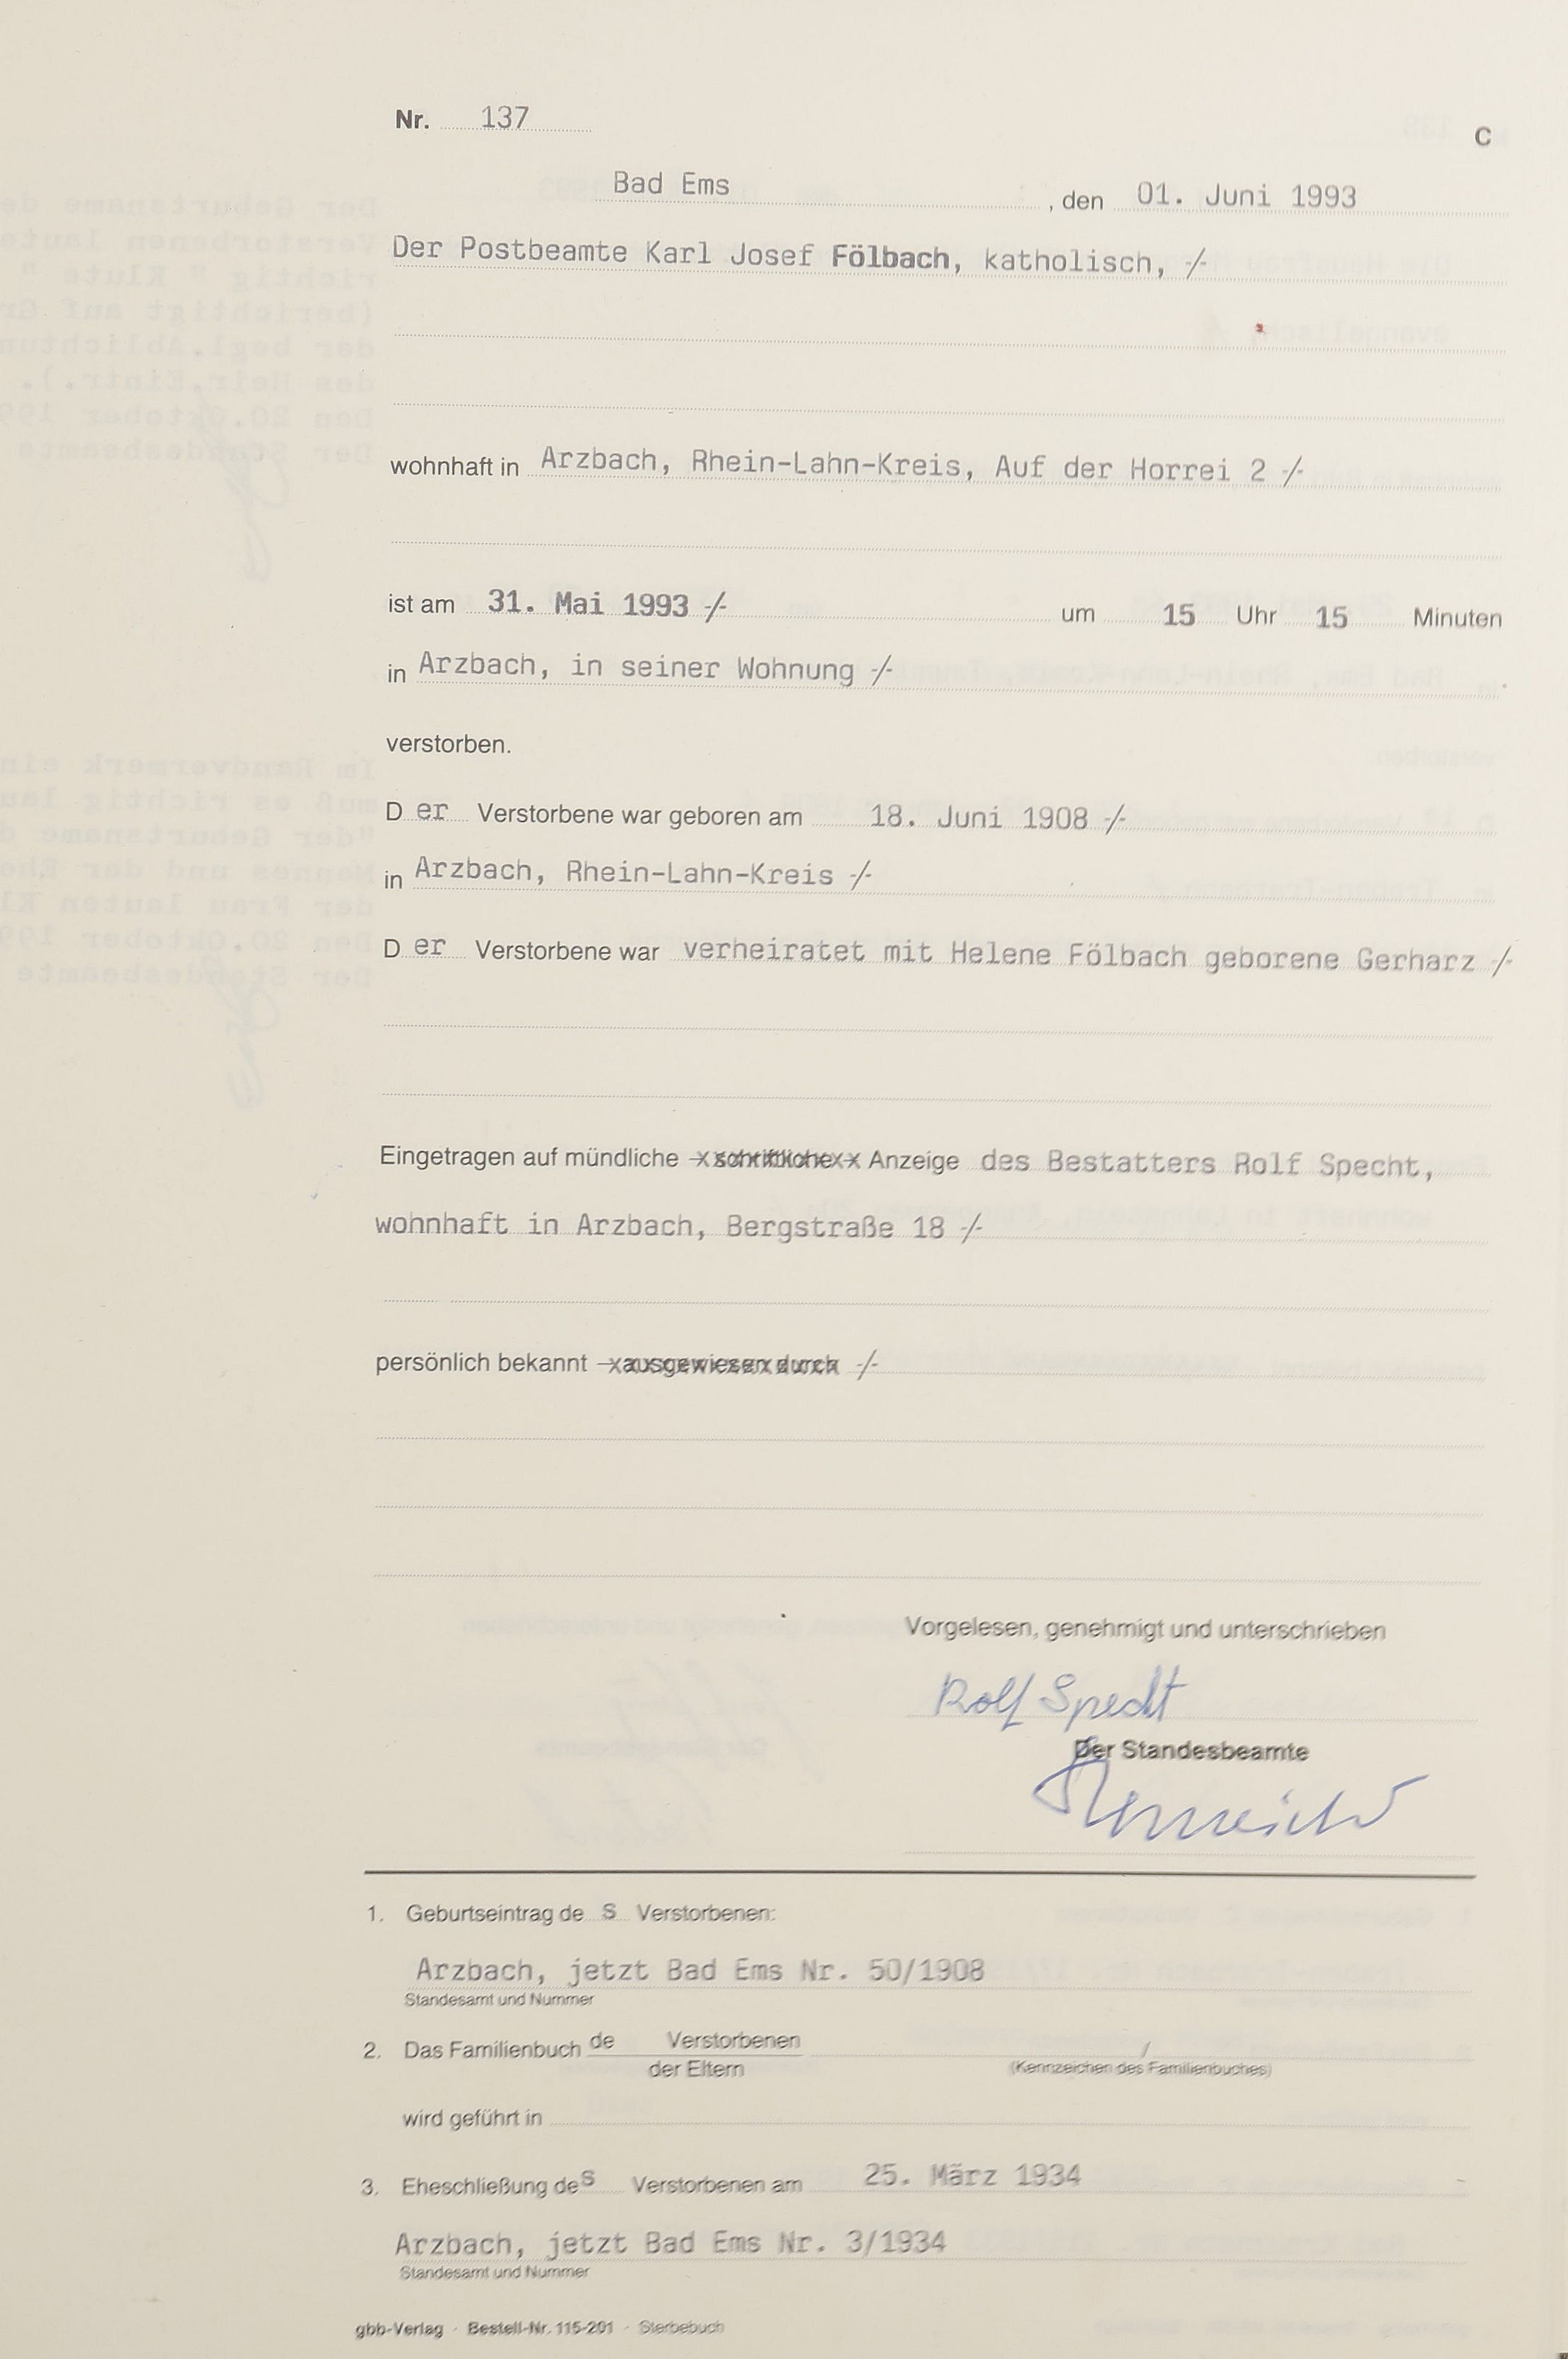 Nr. 137
C
Bad Ems, den 01. Juni 1993
Der Postbeamte Karl Josef Fölbach, katholisch, -/-
wohnhaft in Arzbach, Rhein-Lahn-Kreis, Auf der Horrei 2 -/-
ist am 31. Mai 1993 -/- um 15 Uhr 15 Minuten
in Arzbach, in seiner Wohnung -/-
verstorben.
Der Verstorbene war geboren am 18. Juni 1908 -/-
in Arzbach, Rhein-Lahn-Kreis -/-
Der Verstorbene war verheiratet mit Helene Fölbach geborene Gerharz -/-
Eingetragen auf mündliche - schriftliche - Anzeige des Bestatters Rolf Specht,
wohnhaft in Arzbach, Bergstraße 18 -/-
persönlich bekannt - ausgewiesen durch -/-
Vorgelesen, genehmigt und unterschrieben
Rolf Specht
Der Standesbeamte
1. Geburtseintrag des Verstorbenen:
Arzbach, jetzt Bad Ems Nr. 50/1908
Standesamt und Nummer
2. Das Familienbuch de Verstorbenen /
der Eltern (Kennzeichen des Familienbuches)
wird geführt in
3. Eheschließung des Verstorbenen am 25. März 1934
Arzbach, jetzt Bad Ems Nr. 3/1934
Standesamt und Nummer
gbb-Verlag · Bestell-Nr. 115-201 · Sterbebuch